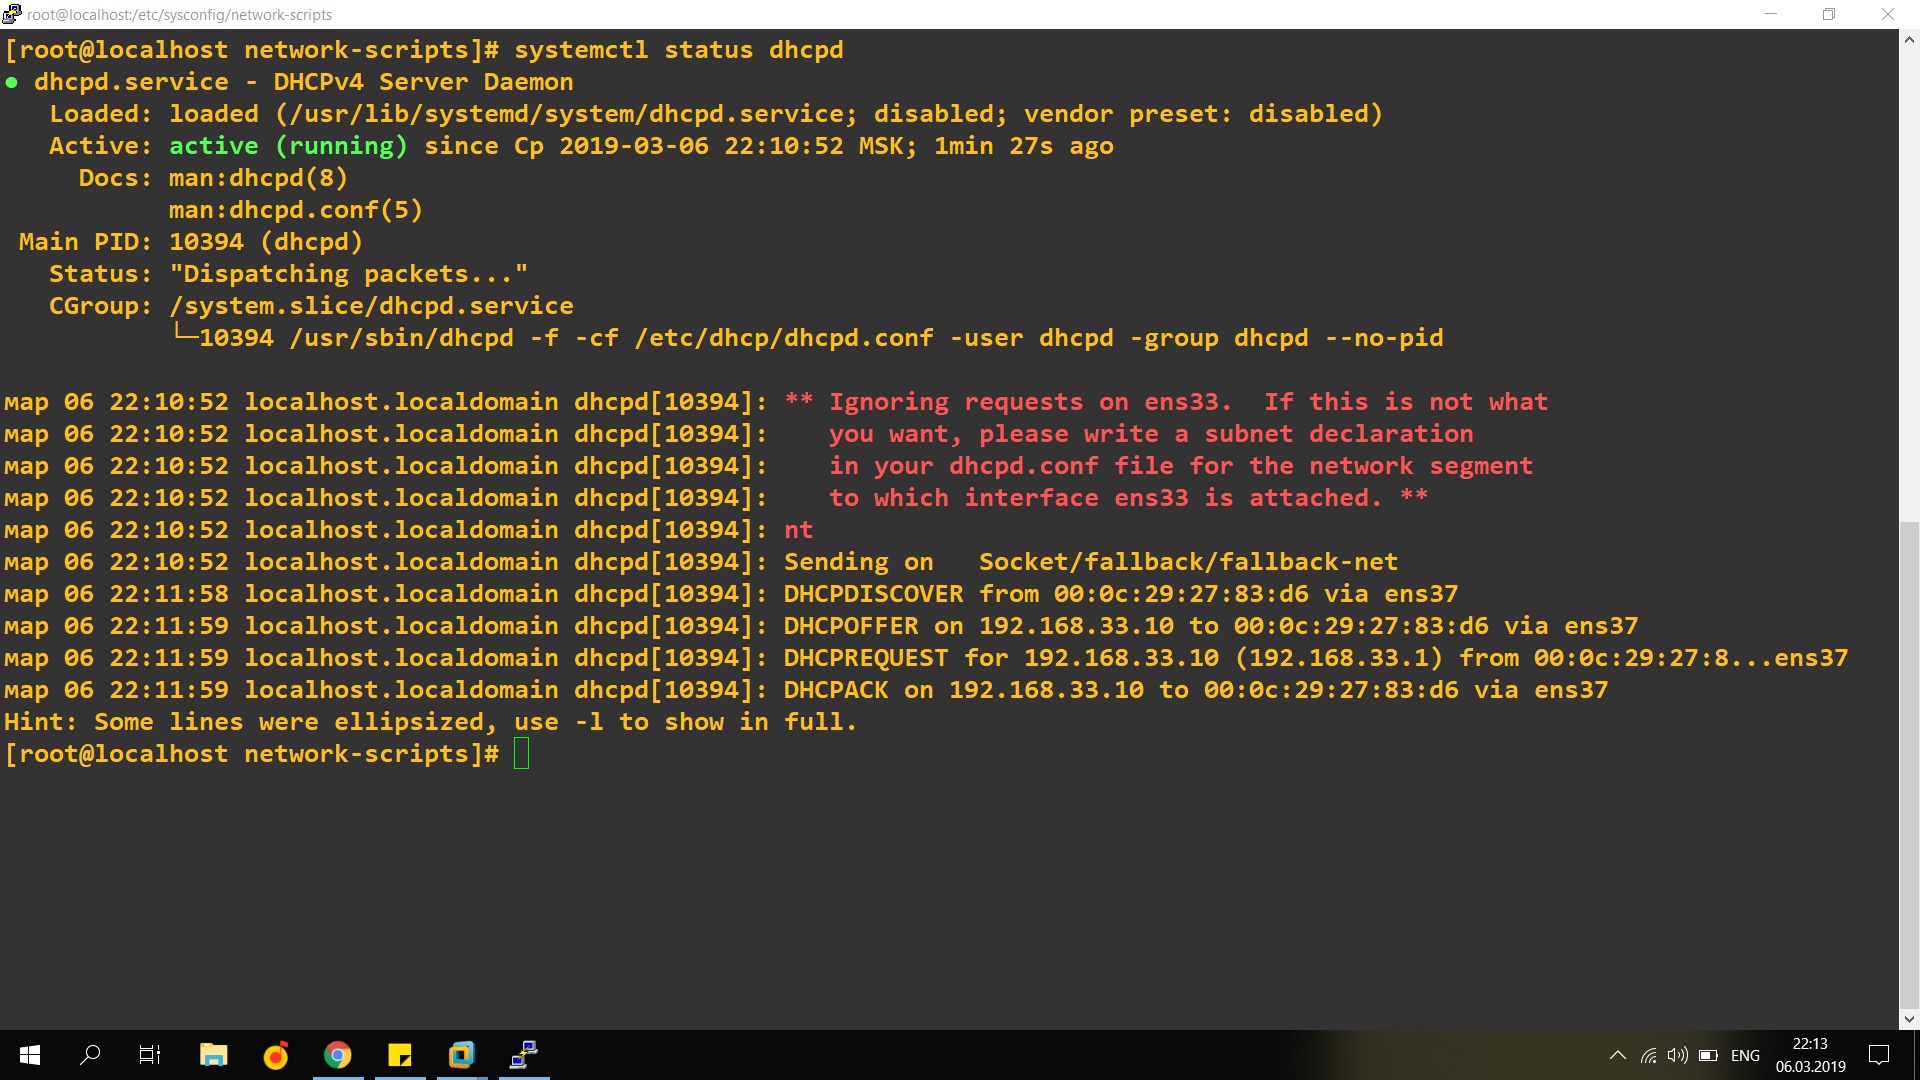 root@localhost:/etc/sysconfig/network-scripts
[root@localhost network-scripts]# systemctl status dhcpd
● dhcpd.service - DHCPv4 Server Daemon
   Loaded: loaded (/usr/lib/systemd/system/dhcpd.service; disabled; vendor preset: disabled)
   Active: active (running) since Ср 2019-03-06 22:10:52 MSK; 1min 27s ago
     Docs: man:dhcpd(8)
           man:dhcpd.conf(5)
 Main PID: 10394 (dhcpd)
   Status: "Dispatching packets..."
   CGroup: /system.slice/dhcpd.service
           └─10394 /usr/sbin/dhcpd -f -cf /etc/dhcp/dhcpd.conf -user dhcpd -group dhcpd --no-pid
мар 06 22:10:52 localhost.localdomain dhcpd[10394]: ** Ignoring requests on ens33.  If this is not what
мар 06 22:10:52 localhost.localdomain dhcpd[10394]:    you want, please write a subnet declaration
мар 06 22:10:52 localhost.localdomain dhcpd[10394]:    in your dhcpd.conf file for the network segment
мар 06 22:10:52 localhost.localdomain dhcpd[10394]:    to which interface ens33 is attached. **
мар 06 22:10:52 localhost.localdomain dhcpd[10394]: nt
мар 06 22:10:52 localhost.localdomain dhcpd[10394]: Sending on   Socket/fallback/fallback-net
мар 06 22:11:58 localhost.localdomain dhcpd[10394]: DHCPDISCOVER from 00:0c:29:27:83:d6 via ens37
мар 06 22:11:59 localhost.localdomain dhcpd[10394]: DHCPOFFER on 192.168.33.10 to 00:0c:29:27:83:d6 via ens37
мар 06 22:11:59 localhost.localdomain dhcpd[10394]: DHCPREQUEST for 192.168.33.10 (192.168.33.1) from 00:0c:29:27:8...ens37
мар 06 22:11:59 localhost.localdomain dhcpd[10394]: DHCPACK on 192.168.33.10 to 00:0c:29:27:83:d6 via ens37
Hint: Some lines were ellipsized, use -l to show in full.
[root@localhost network-scripts]#
ENG
22:13
06.03.2019